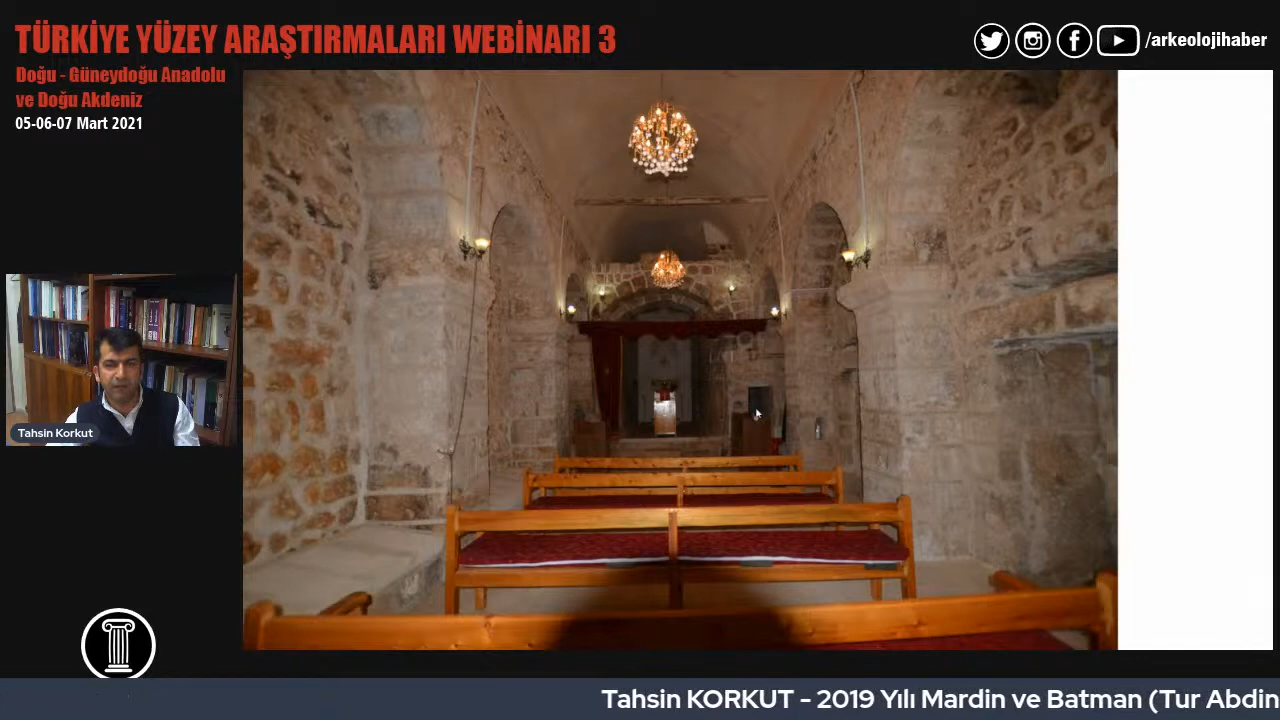 TÜRKİYE YÜZEY ARAŞTIRMALARI WEBİNARI 3
/arkeolojihaber
Doğu - Güneydoğu Anadolu
ve Doğu Akdeniz
05-06-07 Mart 2021
Tahsin Korkut
Tahsin KORKUT - 2019 Yılı Mardin ve Batman (Tur Abdin